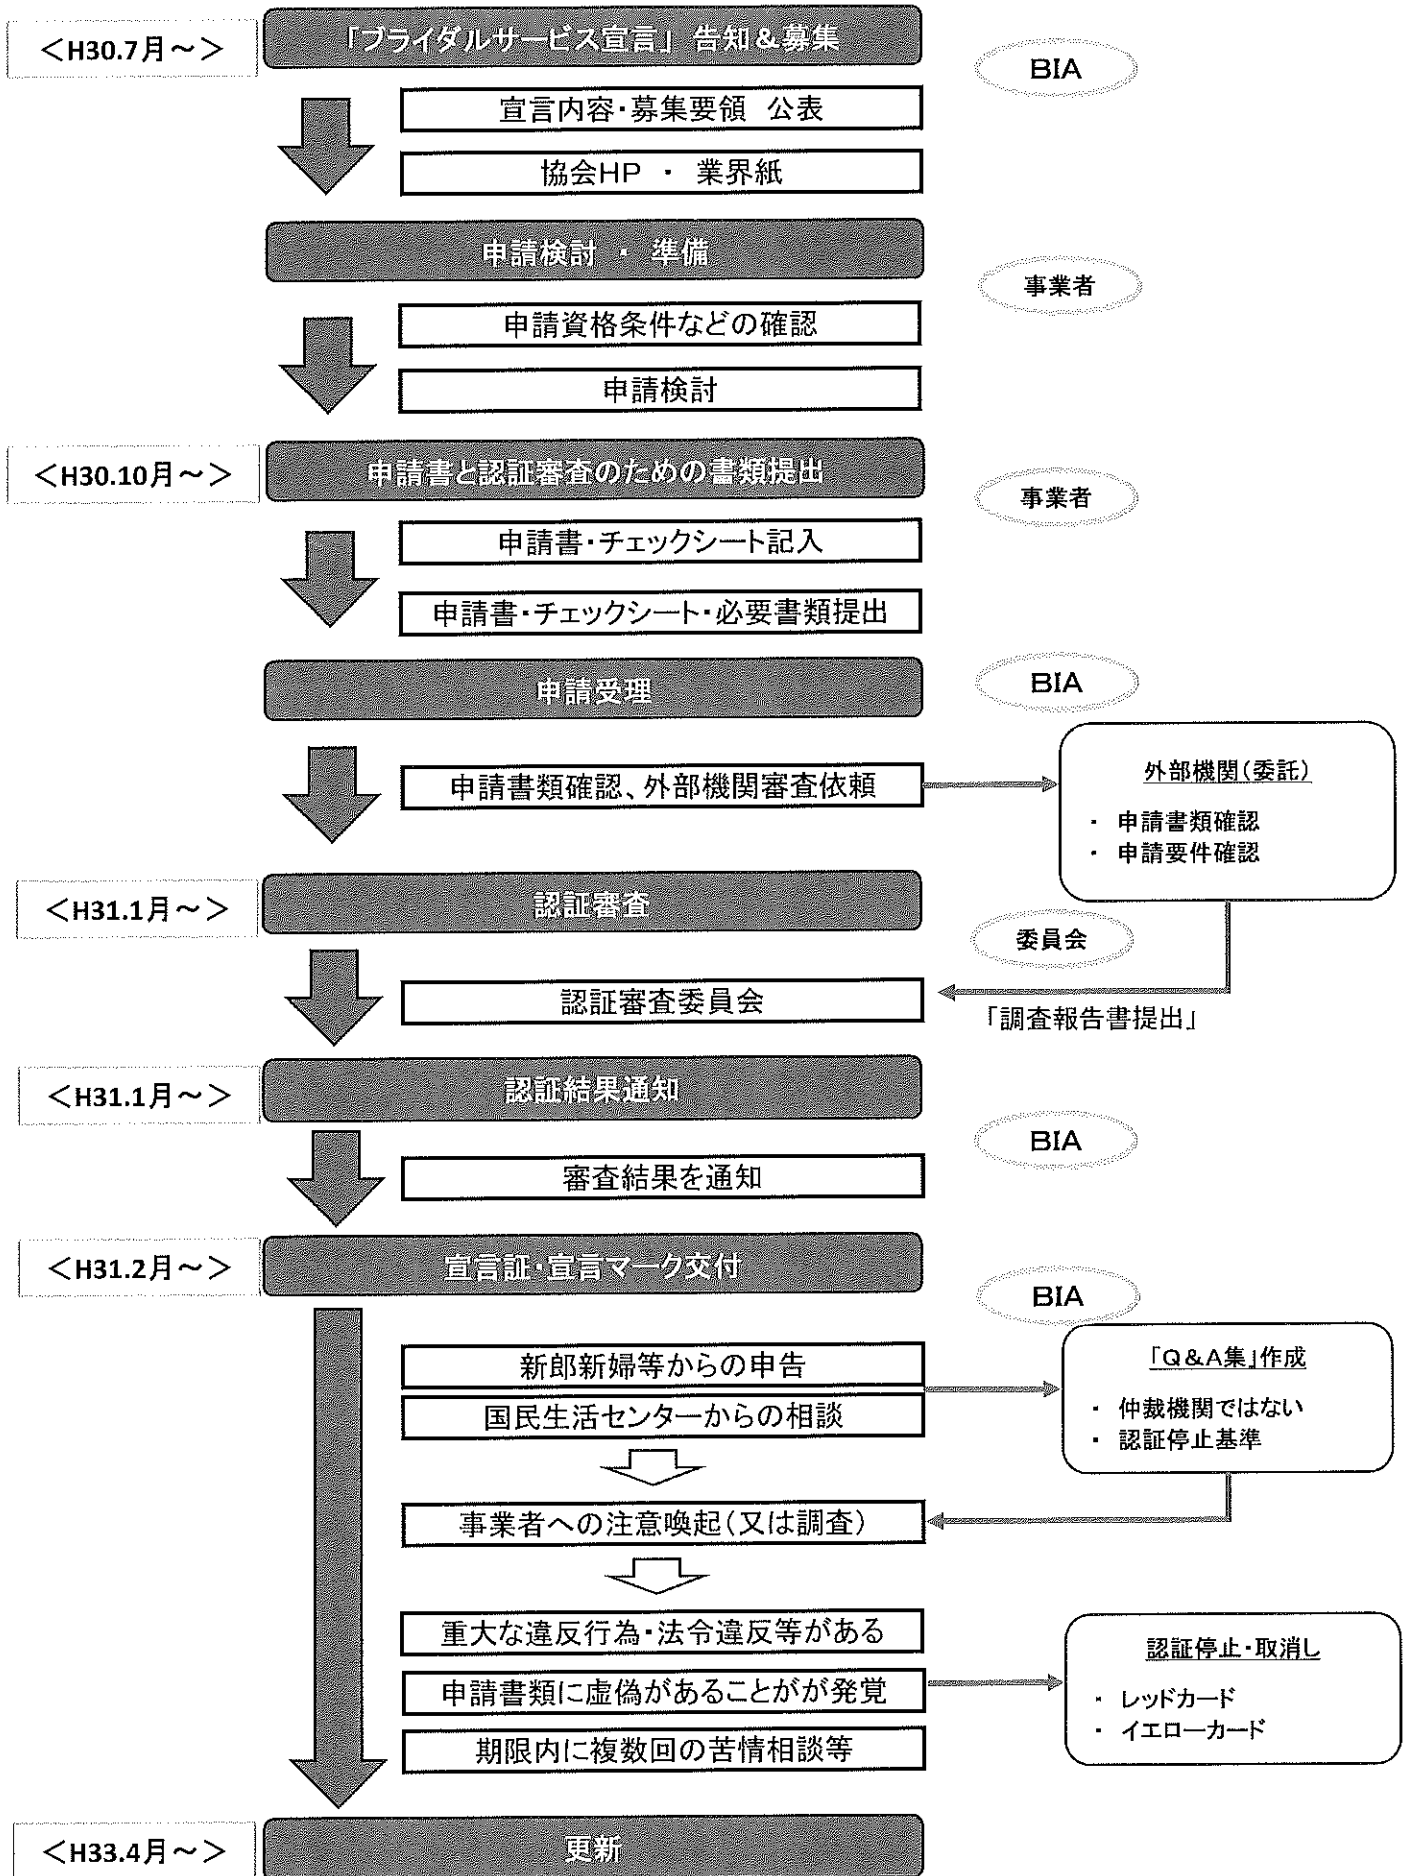 <H30.7月～>
「ブライダルサービス宣言」 告知&募集
BIA
宣言内容・募集要領 公表
協会HP ・ 業界紙
申請検討 ・ 準備
事業者
申請資格条件などの確認
申請検討
<H30.10月～>
申請書と認証審査のための書類提出
事業者
申請書・チェックシート記入
申請書・チェックシート・必要書類提出
申請受理
BIA
申請書類確認、外部機関審査依頼
外部機関(委託)
・ 申請書類確認
・ 申請要件確認
<H31.1月～>
認証審査
委員会
認証審査委員会
「調査報告書提出」
<H31.1月～>
認証結果通知
BIA
審査結果を通知
<H31.2月～>
宣言証・宣言マーク交付
BIA
新郎新婦等からの申告
国民生活センターからの相談
「Q&A集」作成
・ 仲裁機関ではない
・ 認証停止基準
事業者への注意喚起(又は調査)
重大な違反行為・法令違反等がある
申請書類に虚偽があることがが発覚
期限内に複数回の苦情相談等
認証停止・取消し
・ レッドカード
・ イエローカード
<H33.4月～>
更新